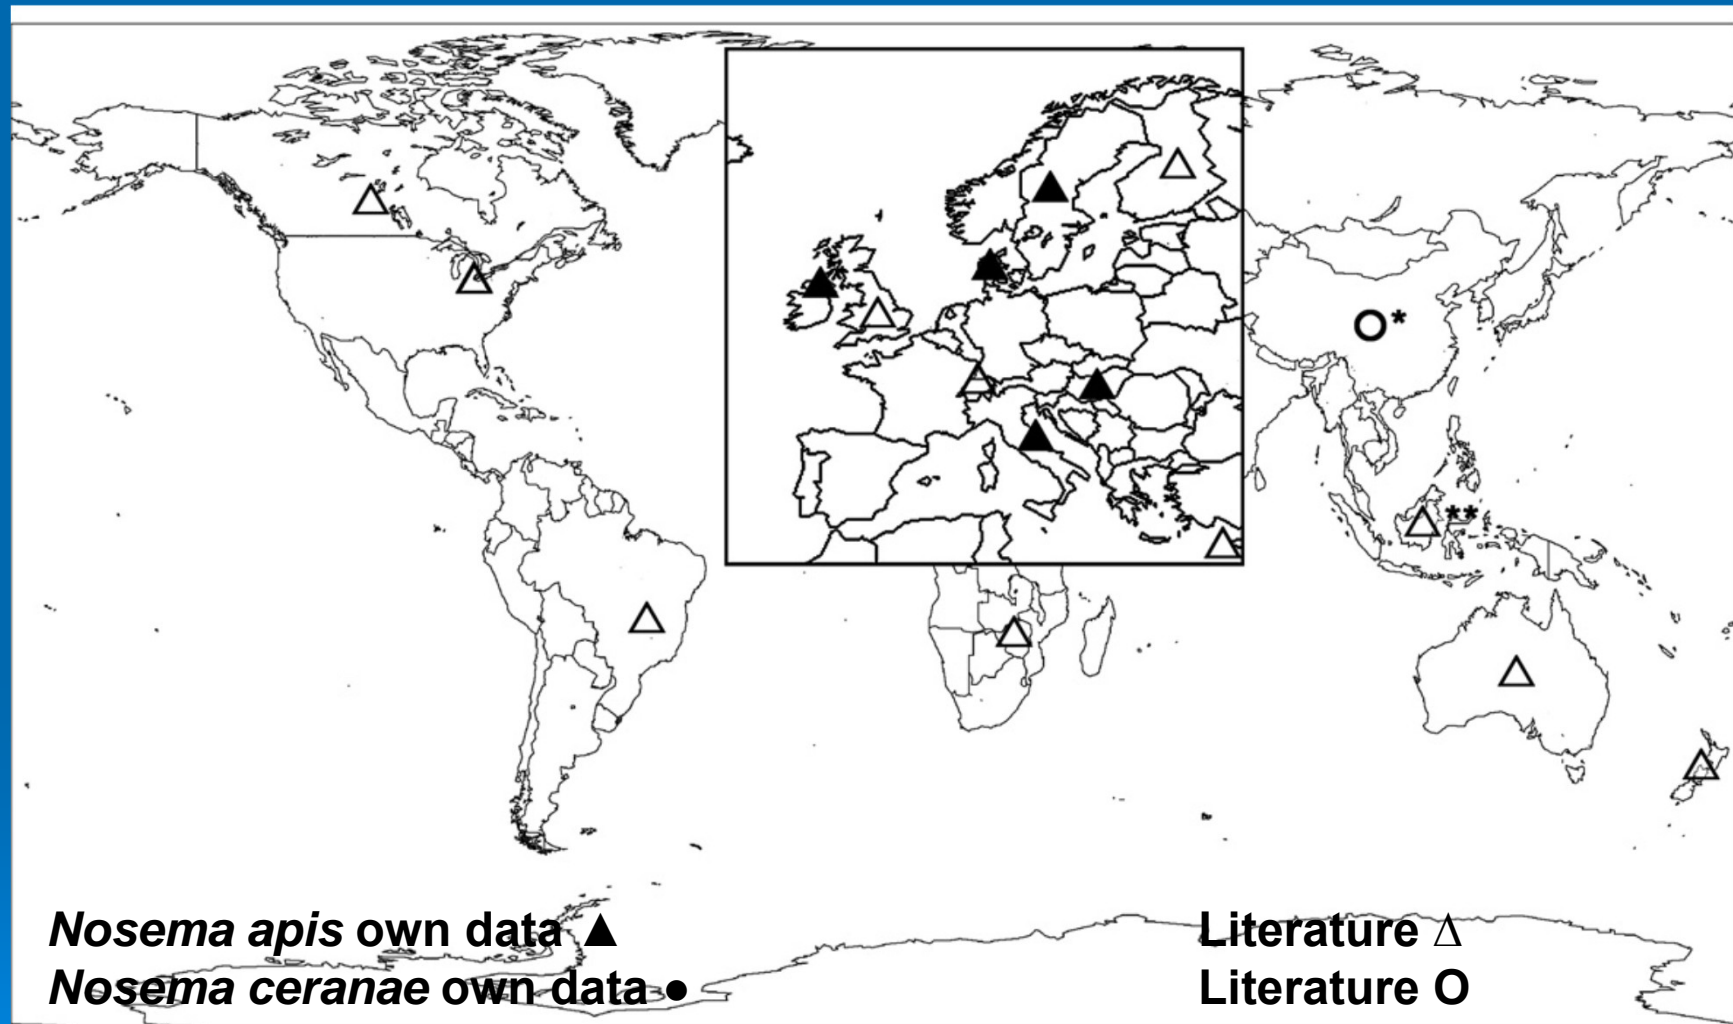 *
**
Nosema apis own data ▲ Literature Δ
Nosema ceranae own data ● Literature O